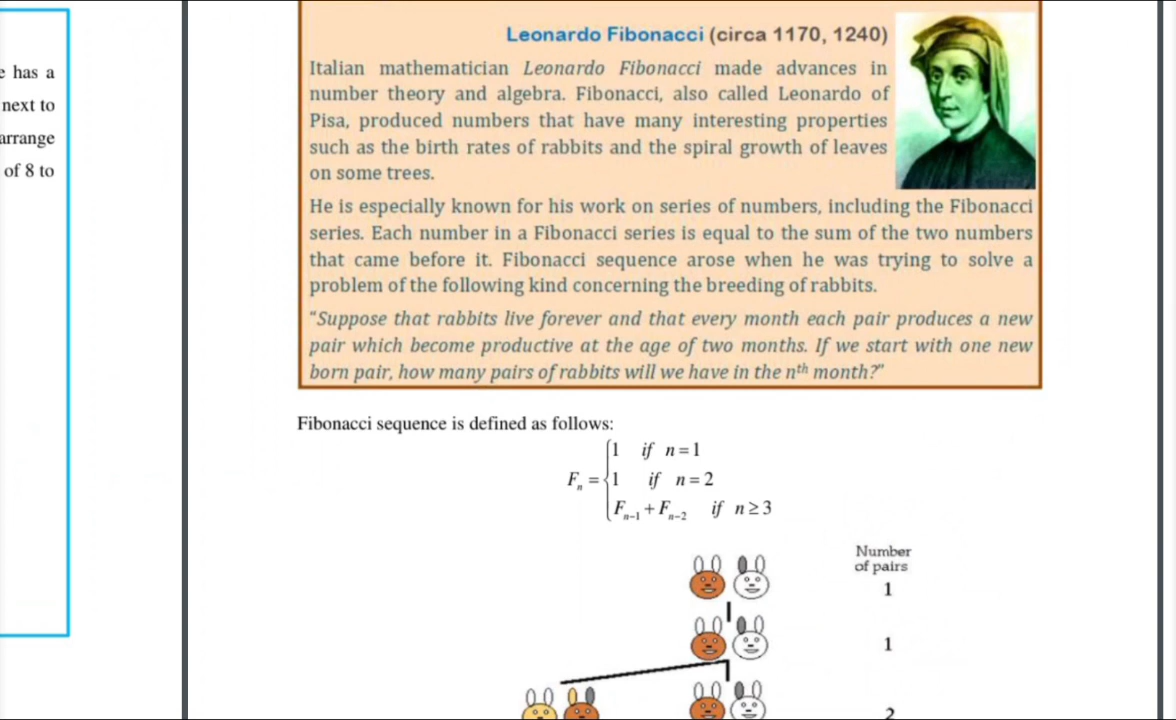 e has a
next to
arrange
of 8 to
Leonardo Fibonacci (circa 1170, 1240)
Italian mathematician Leonardo Fibonacci made advances in
number theory and algebra. Fibonacci, also called Leonardo of
Pisa, produced numbers that have many interesting properties
such as the birth rates of rabbits and the spiral growth of leaves
on some trees.
He is especially known for his work on series of numbers, including the Fibonacci
series. Each number in a Fibonacci series is equal to the sum of the two numbers
that came before it. Fibonacci sequence arose when he was trying to solve a
problem of the following kind concerning the breeding of rabbits.
"Suppose that rabbits live forever and that every month each pair produces a new
pair which become productive at the age of two months. If we start with one new
born pair, how many pairs of rabbits will we have in the nth month?"
Fibonacci sequence is defined as follows:
1 if n=1
Fn = { 1 if n=2
Fn−1 + Fn−2 if n≥3
Number
of pairs
1
1
2